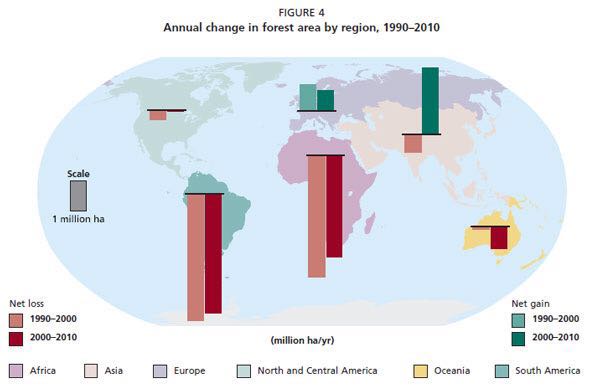 FIGURE 4
Annual change in forest area by region, 1990–2010
Scale
1 million ha
Net loss
1990–2000
2000–2010
(million ha/yr)
Net gain
1990–2000
2000–2010
Africa
Asia
Europe
North and Central America
Oceania
South America